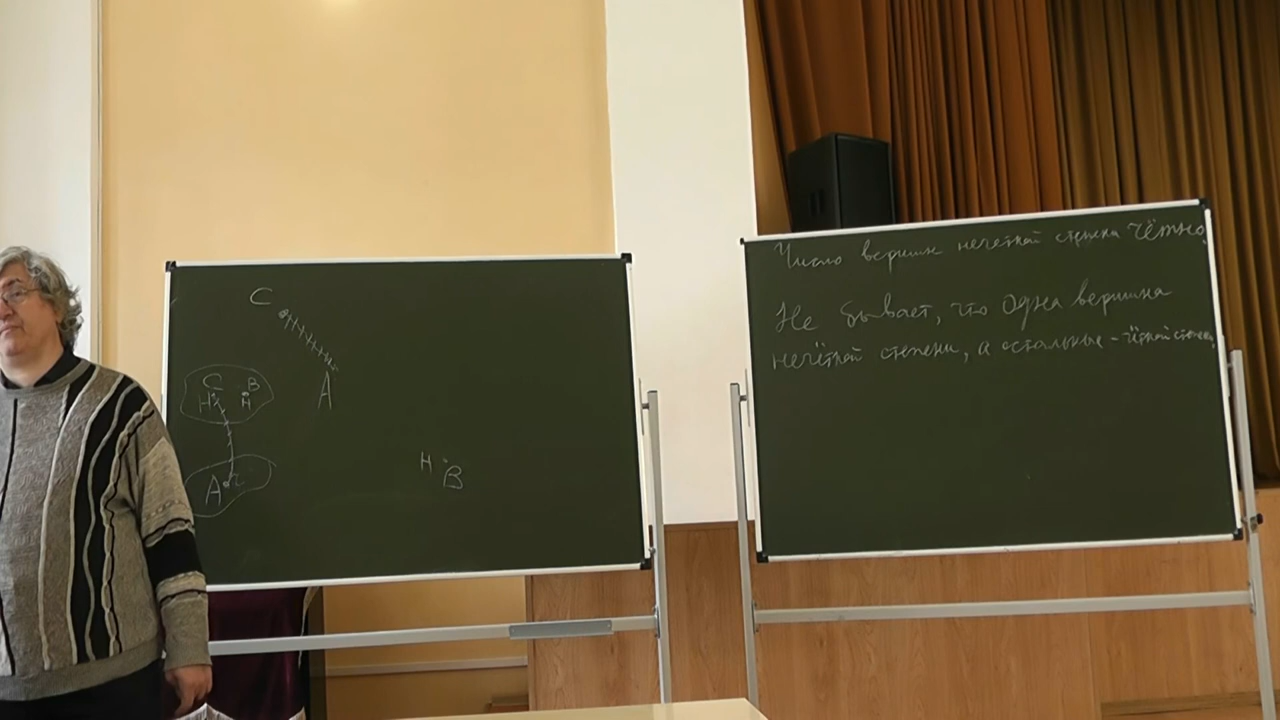 C
A
C B
Н Н
A ч
Н B
Число вершин нечётной степени чётно.
Не бывает, что одна вершина
нечётной степени, а остальные - чётной степени.